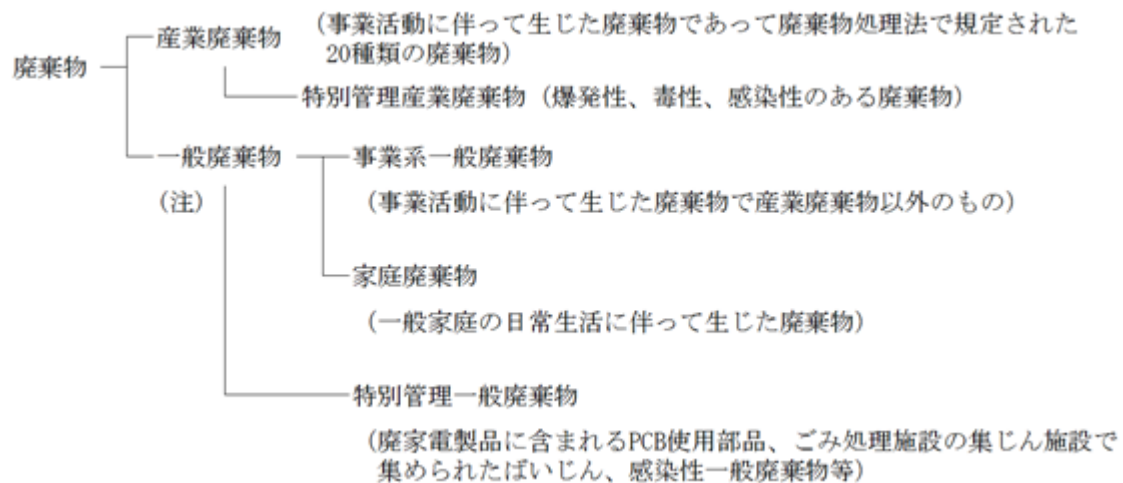 廃棄物
産業廃棄物
(事業活動に伴って生じた廃棄物であって廃棄物処理法で規定された
20種類の廃棄物)
特別管理産業廃棄物(爆発性、毒性、感染性のある廃棄物)
一般廃棄物
(注)
事業系一般廃棄物
(事業活動に伴って生じた廃棄物で産業廃棄物以外のもの)
家庭廃棄物
(一般家庭の日常生活に伴って生じた廃棄物)
特別管理一般廃棄物
(廃家電製品に含まれるPCB使用部品、ごみ処理施設の集じん施設で
集められたばいじん、感染性一般廃棄物等)